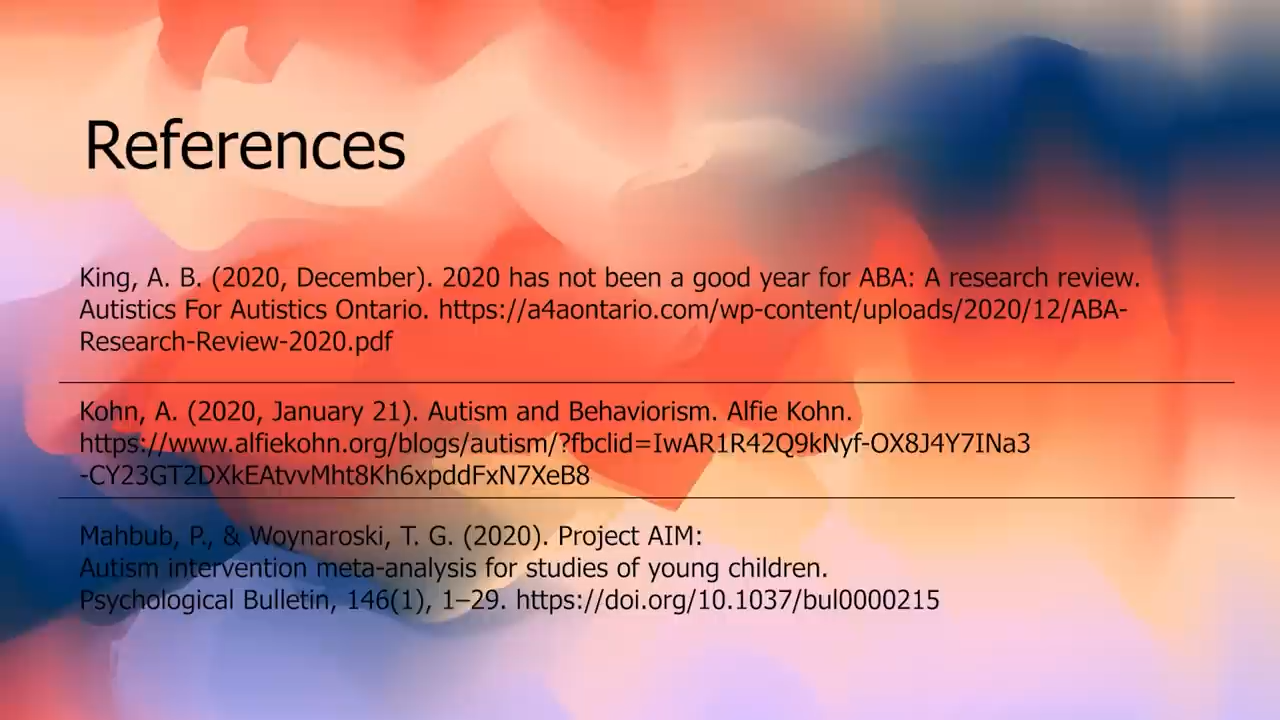 References
King, A. B. (2020, December). 2020 has not been a good year for ABA: A research review.
Autistics For Autistics Ontario. https://a4aontario.com/wp-content/uploads/2020/12/ABA-
Research-Review-2020.pdf
Kohn, A. (2020, January 21). Autism and Behaviorism. Alfie Kohn.
https://www.alfiekohn.org/blogs/autism/?fbclid=IwAR1R42Q9kNyf-OX8J4Y7INa3
-CY23GT2DXkEAtvvMht8Kh6xpddFxN7XeB8
Mahbub, P., & Woynaroski, T. G. (2020). Project AIM:
Autism intervention meta-analysis for studies of young children.
Psychological Bulletin, 146(1), 1–29. https://doi.org/10.1037/bul0000215